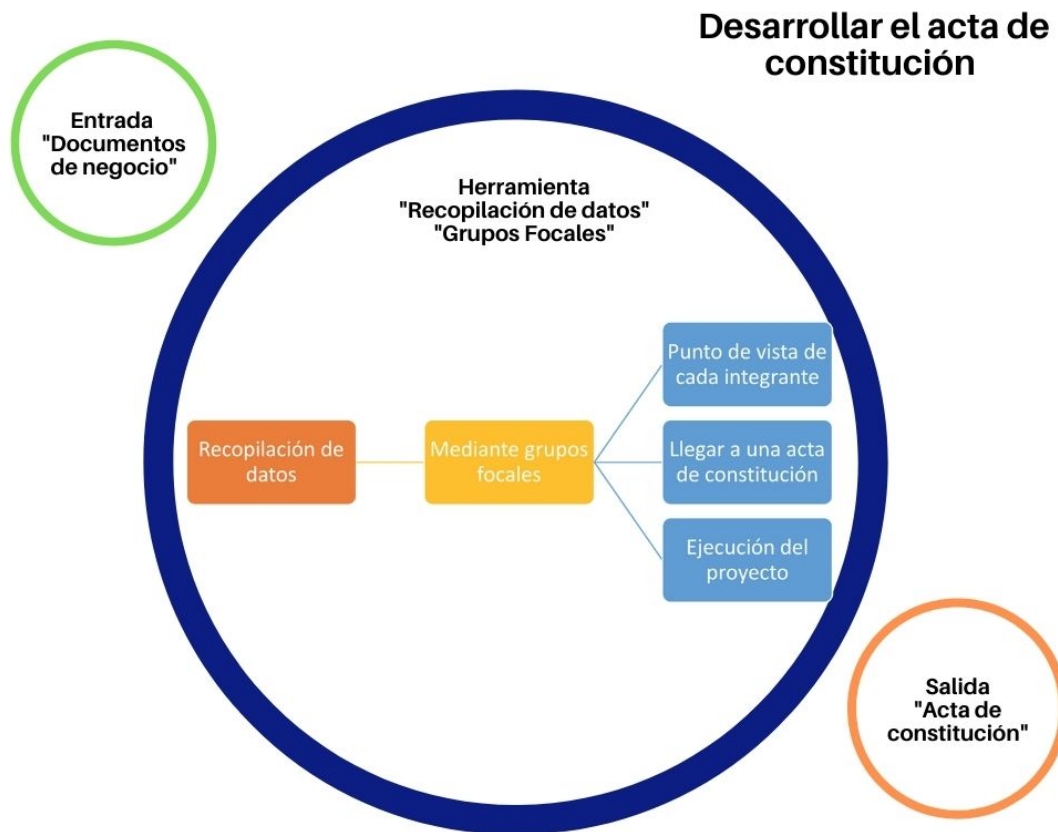 Desarrollar el acta de
constitución
Entrada
"Documentos
de negocio"
Herramienta
"Recopilación de datos"
"Grupos Focales"
Recopilación de
datos
Mediante grupos
focales
Punto de vista de
cada integrante
Llegar a una acta
de constitución
Ejecución del
proyecto
Salida
"Acta de
constitución"